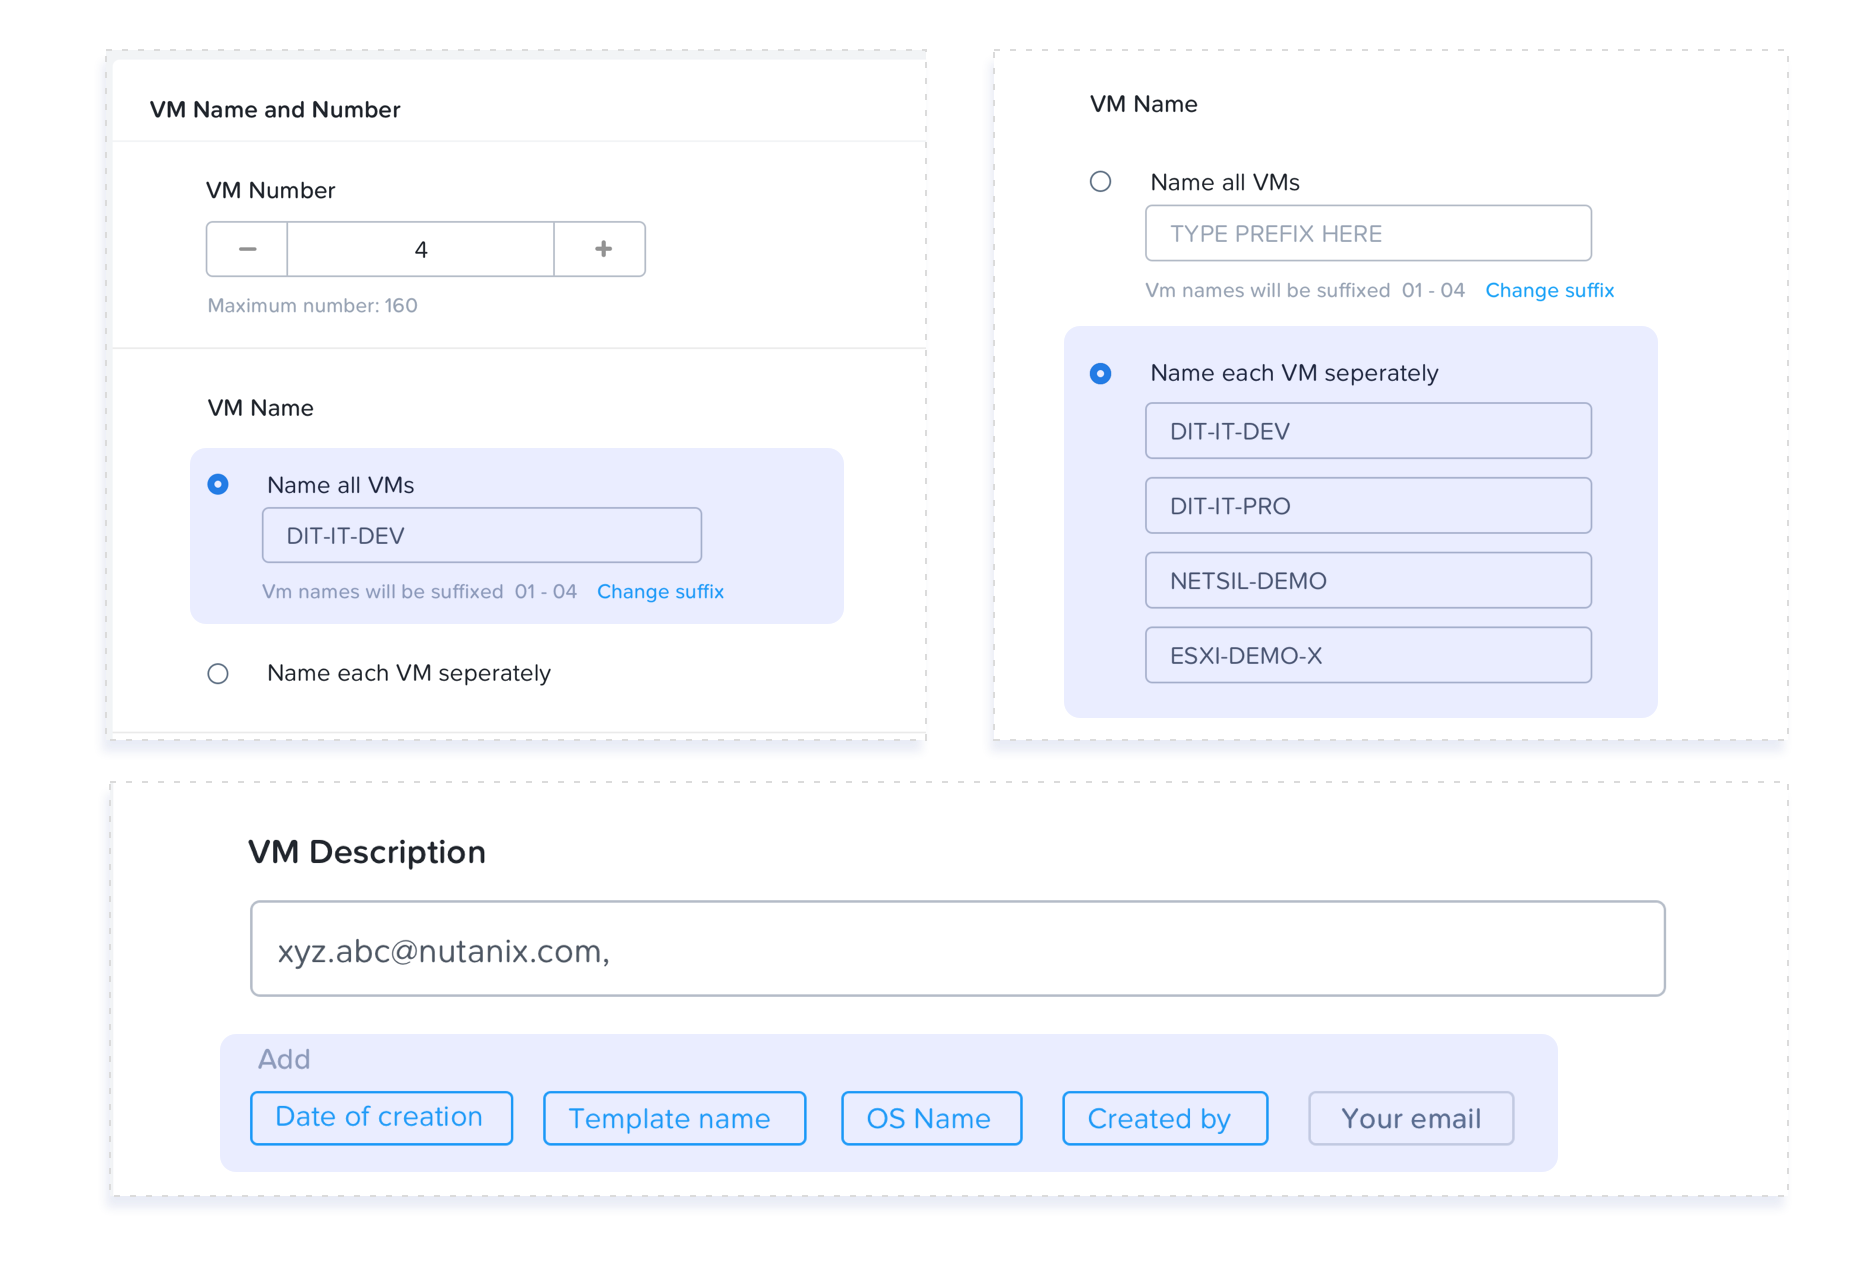 VM Name and Number
VM Number
4
Maximum number: 160
VM Name
Name all VMs
DIT-IT-DEV
Vm names will be suffixed 01 - 04 Change suffix
Name each VM seperately
VM Name
Name all VMs
TYPE PREFIX HERE
Vm names will be suffixed 01 - 04 Change suffix
Name each VM seperately
DIT-IT-DEV
DIT-IT-PRO
NETSIL-DEMO
ESXI-DEMO-X
VM Description
xyz.abc@nutanix.com,
Add
Date of creation Template name OS Name Created by Your email